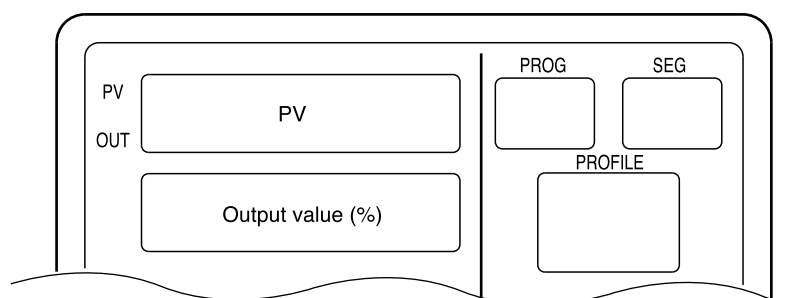 PV
OUT
PV
Output value (%)
PROG
SEG
PROFILE